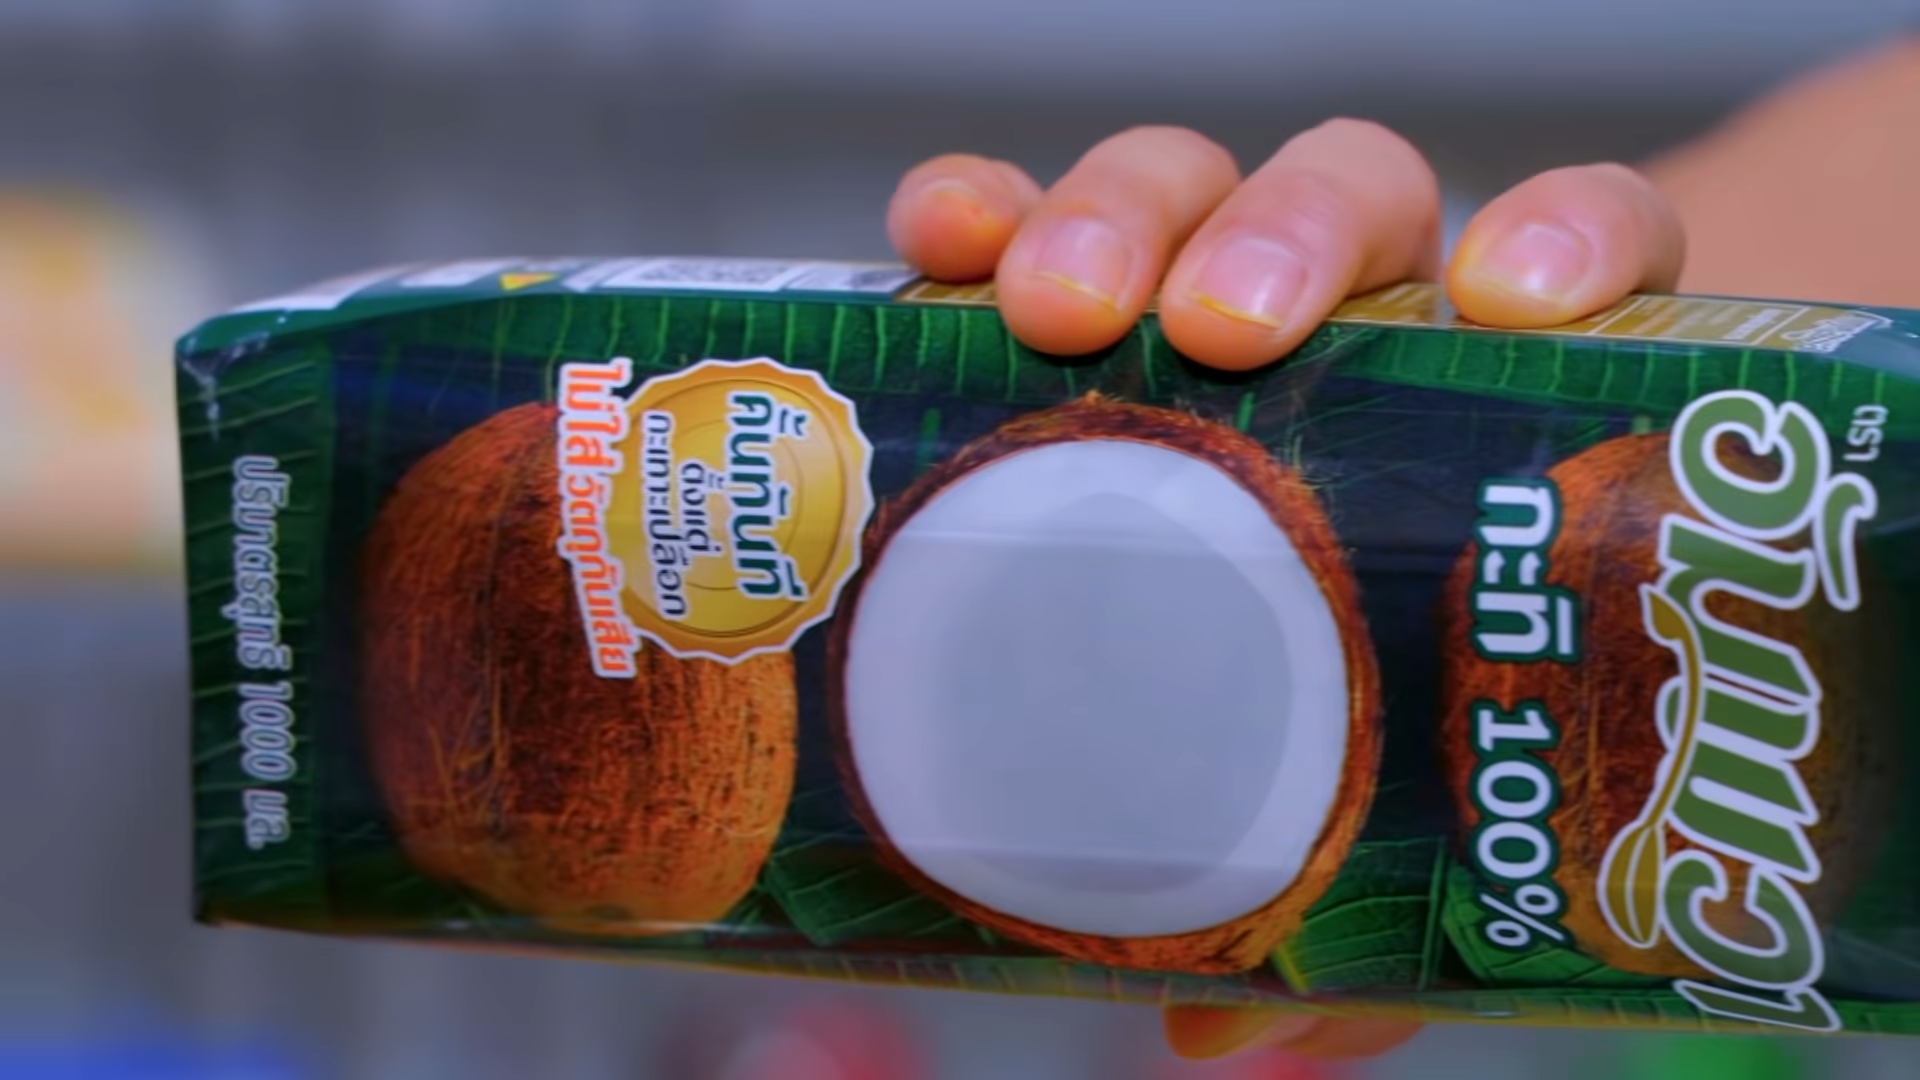 อัมพวา
ตรา
กะทิ 100%
คั้นทันที
ตั้งแต่
กะเทาะเปลือก
ไม่ใส่วัตถุกันเสีย
ปริมาตรสุทธิ 1000 มล.